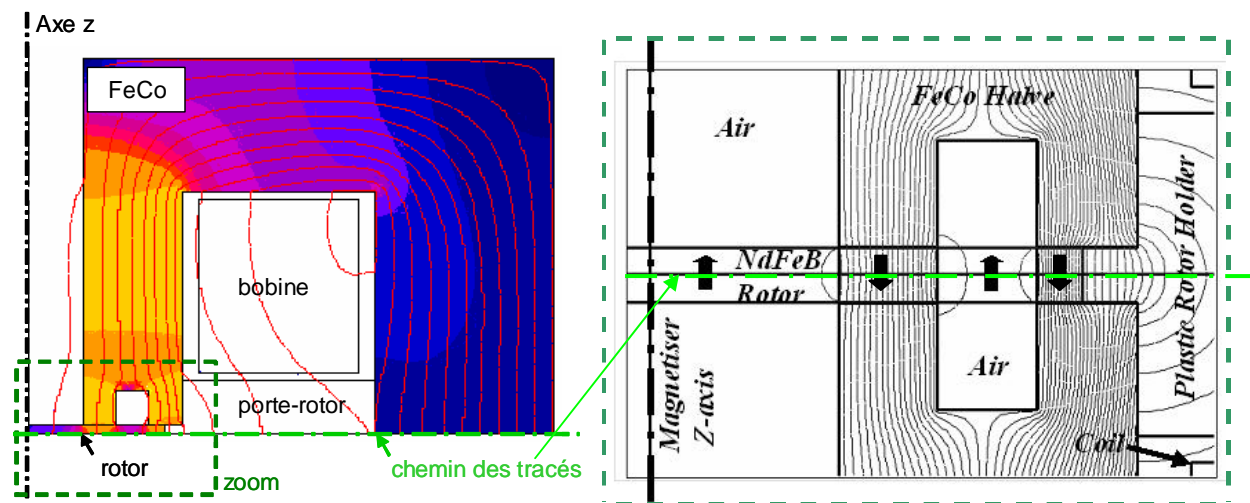 Axe z
FeCo
bobine
porte-rotor
rotor
zoom
chemin des tracés
FeCo Halve
Air
NdFeB
Rotor
Magnetiser
Z-axis
Air
Plastic Rotor Holder
Coil